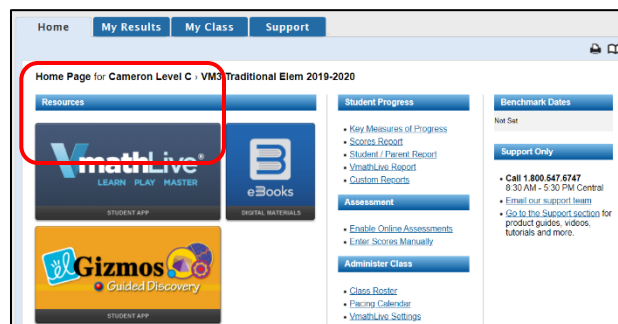 Home My Results My Class Support
Home Page for Cameron Level C › VM3 Traditional Elem 2019-2020
Resources
VmathLive®
LEARN PLAY MASTER
STUDENT APP
eBooks
DIGITAL MATERIALS
Gizmos
Guided Discovery
STUDENT APP
Student Progress
Key Measures of Progress
Scores Report
Student / Parent Report
VmathLive Report
Custom Reports
Assessment
Enable Online Assessments
Enter Scores Manually
Administer Class
Class Roster
Pacing Calendar
VmathLive Settings
Benchmark Dates
Not Set
Support Only
Call 1.800.547.6747
8:30 AM - 5:30 PM Central
Email our support team
Go to the Support section for
product guides, videos,
tutorials and more.